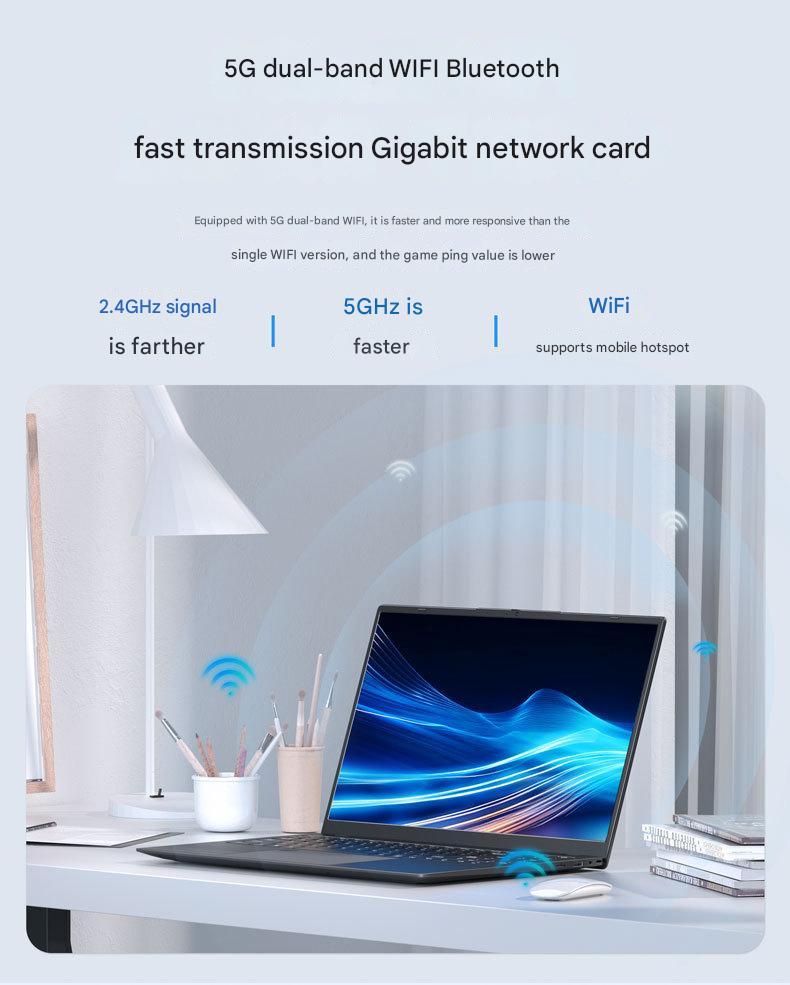 5G dual-band WIFI Bluetooth
fast transmission Gigabit network card
Equipped with 5G dual-band WIFI, it is faster and more responsive than the
single WIFI version, and the game ping value is lower
2.4GHz signal
is farther
5GHz is
faster
WiFi
supports mobile hotspot